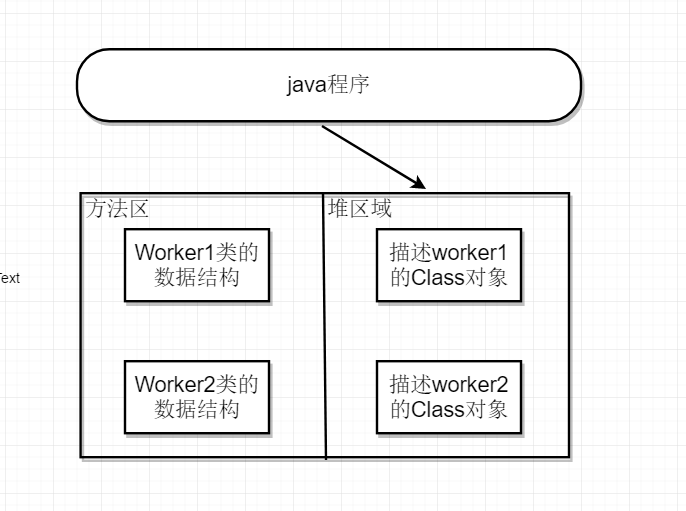 java程序
方法区
堆区域
Worker1类的
数据结构
描述worker1
的Class对象
Text
Worker2类的
数据结构
描述worker2
的Class对象